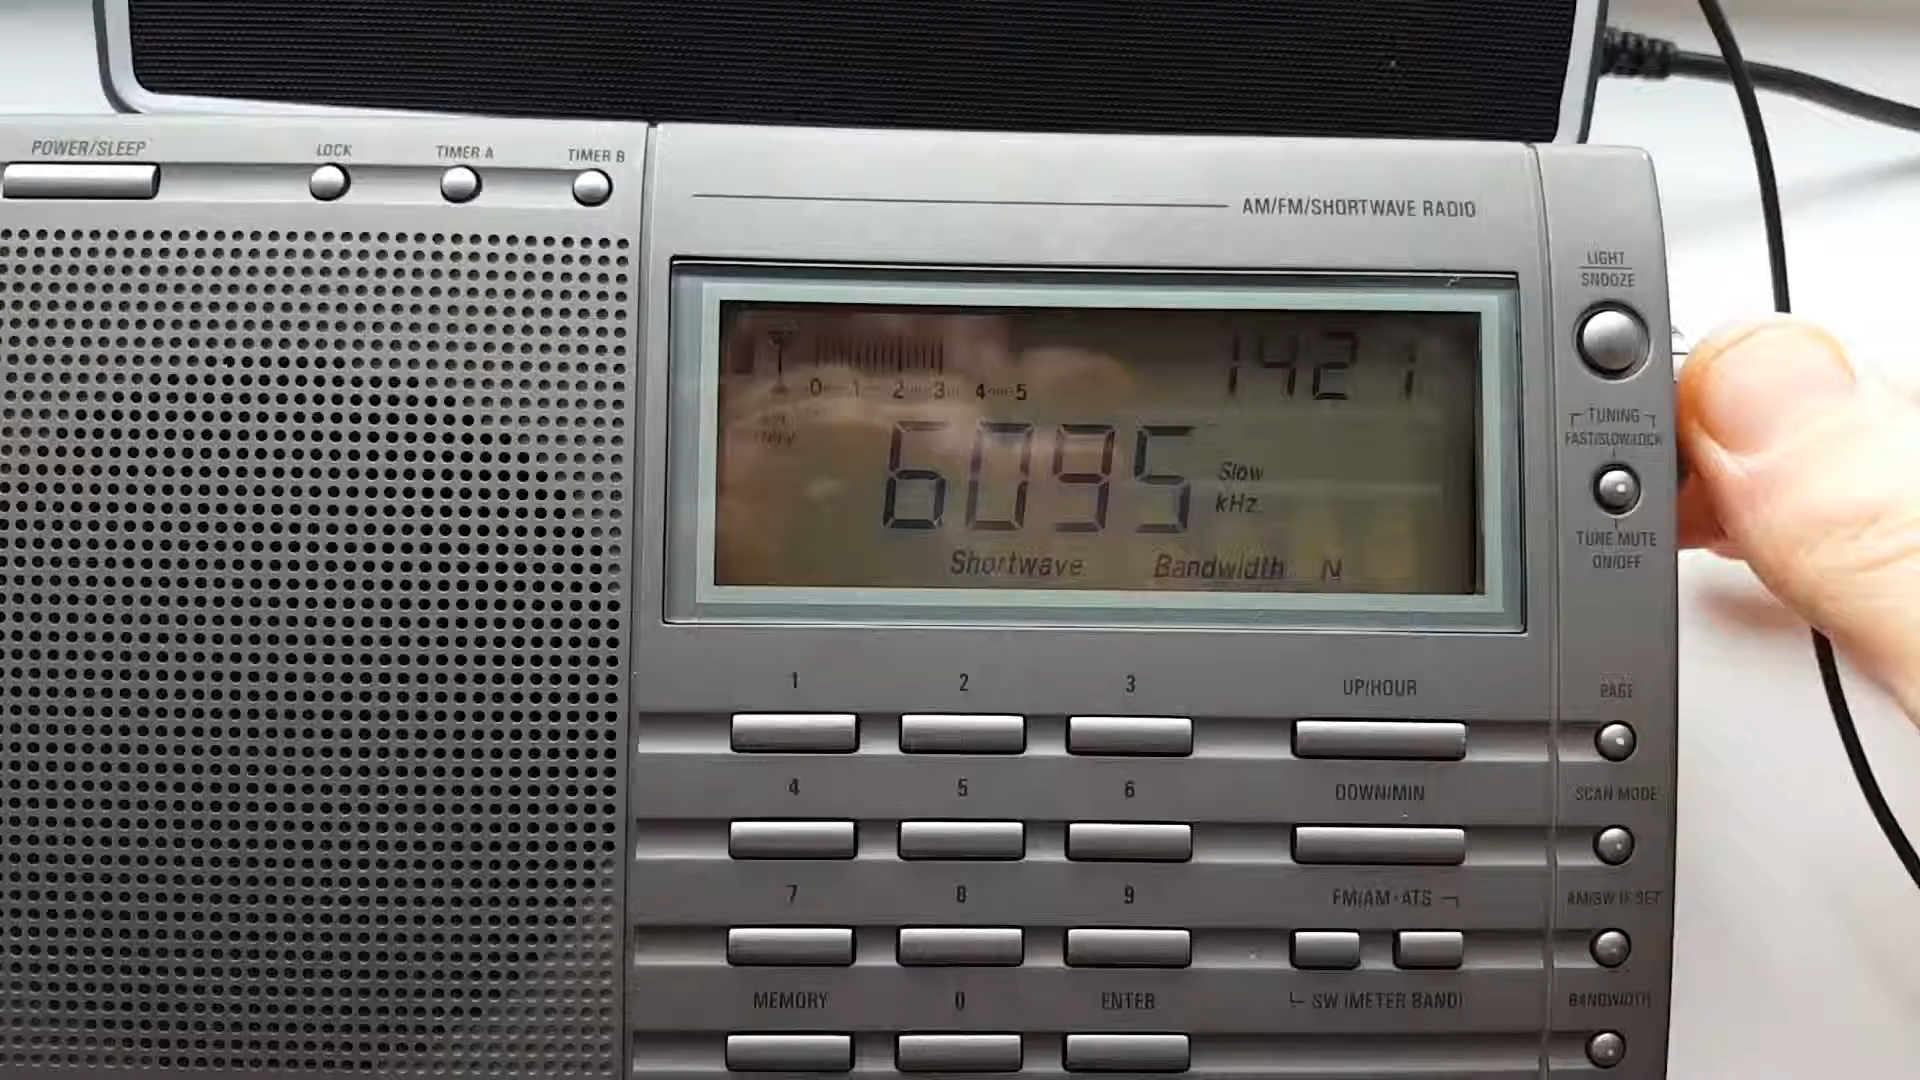 POWER/SLEEP
LOCK
TIMER A
TIMER B
AM/FM/SHORTWAVE RADIO
LIGHT
SNOOZE
1421
0 1 2 3 4 5
6095
Slow
kHz
Shortwave Bandwidth N
TUNING
FAST/SLOW/LOCK
TUNE MUTE
ON/OFF
1 2 3 UP/HOUR
PAGE
4 5 6 DOWN/MIN
SCAN MODE
7 8 9 FM/AM·ATS
AM/SW IF SET
MEMORY 0 ENTER SW (METER BAND)
BANDWIDTH